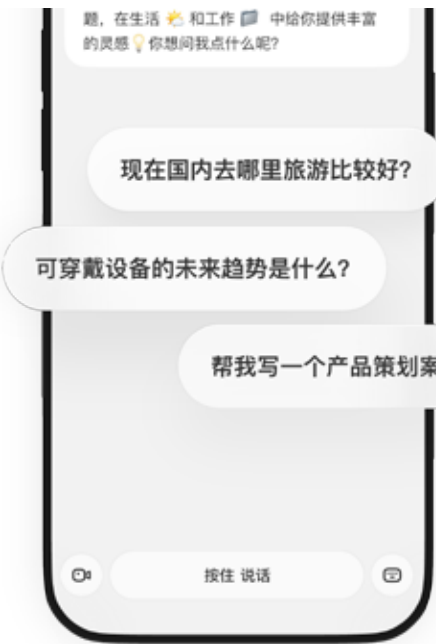 题，在生活 🌤️ 和工作 📁 中给你提供丰富
的灵感💡你想问我点什么呢?
现在国内去哪里旅游比较好?
可穿戴设备的未来趋势是什么?
帮我写一个产品策划案
按住 说话